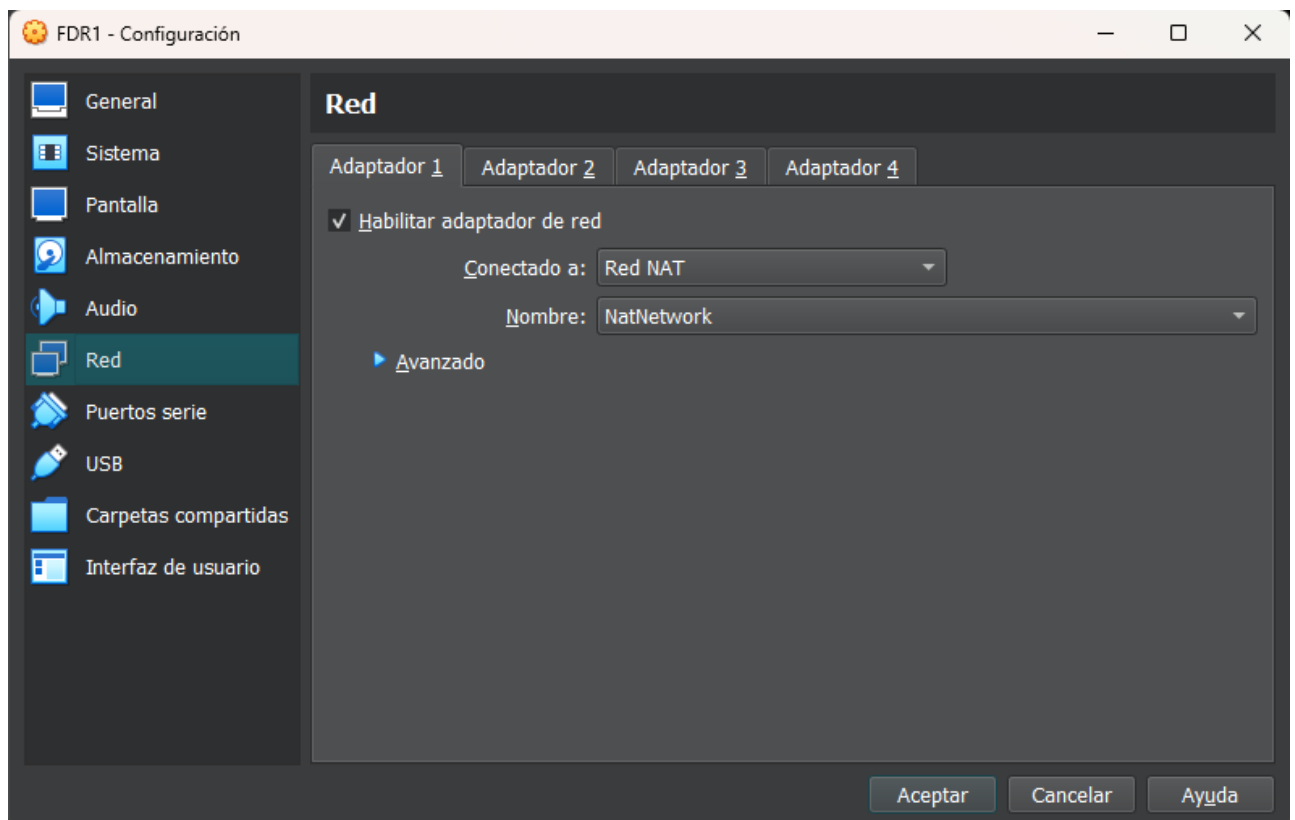 FDR1 - Configuración
General
Sistema
Pantalla
Almacenamiento
Audio
Red
Puertos serie
USB
Carpetas compartidas
Interfaz de usuario
Red
Adaptador 1 Adaptador 2 Adaptador 3 Adaptador 4
Habilitar adaptador de red
Conectado a: Red NAT
Nombre: NatNetwork
Avanzado
Aceptar Cancelar Ayuda